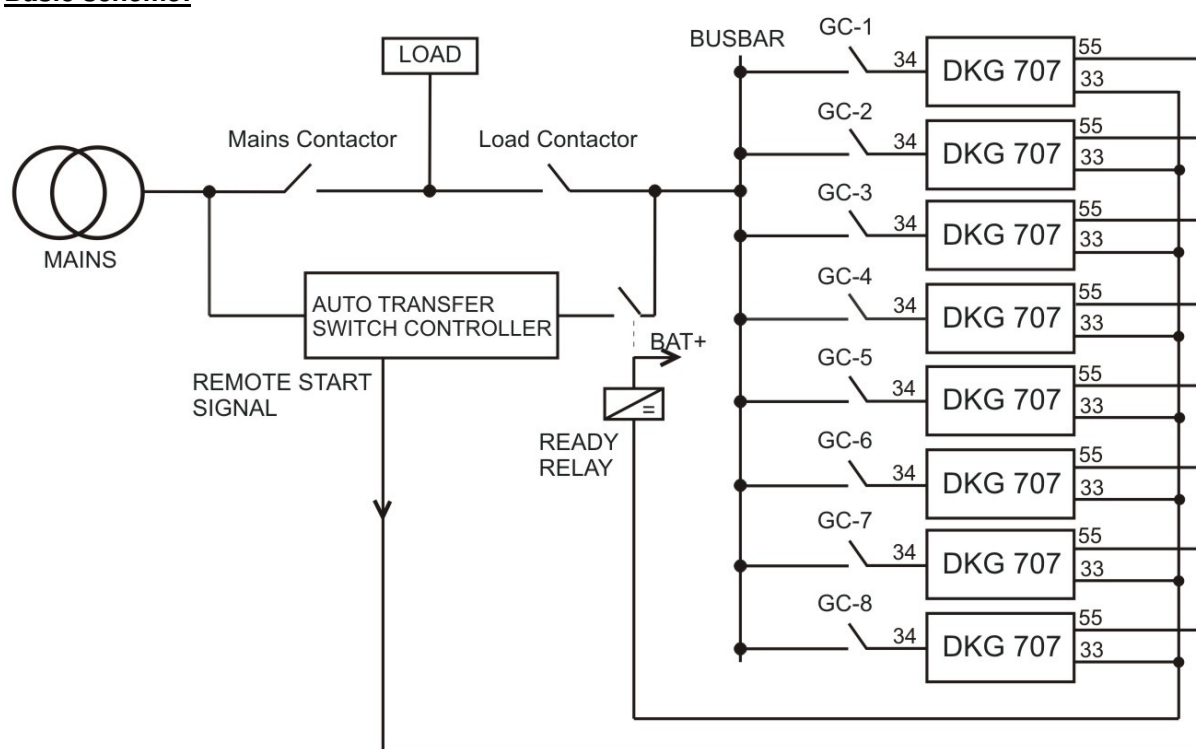 Basic scheme:
LOAD
BUSBAR
Mains Contactor
Load Contactor
MAINS
AUTO TRANSFER
SWITCH CONTROLLER
REMOTE START
SIGNAL
BAT+
=
READY
RELAY
GC-1
34
DKG 707
55
33
GC-2
34
DKG 707
55
33
GC-3
34
DKG 707
55
33
GC-4
34
DKG 707
55
33
GC-5
34
DKG 707
55
33
GC-6
34
DKG 707
55
33
GC-7
34
DKG 707
55
33
GC-8
34
DKG 707
55
33